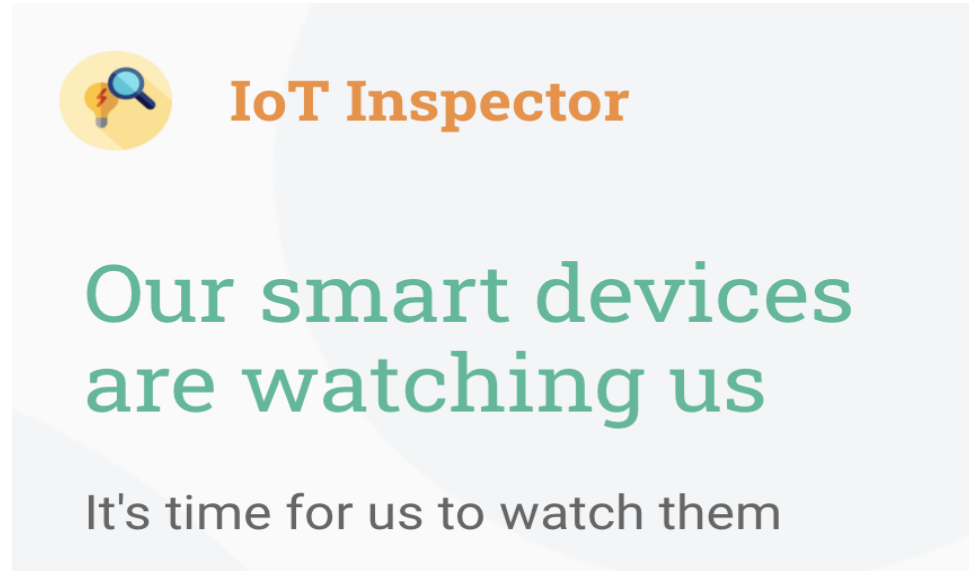 IoT Inspector
Our smart devices
are watching us
It's time for us to watch them